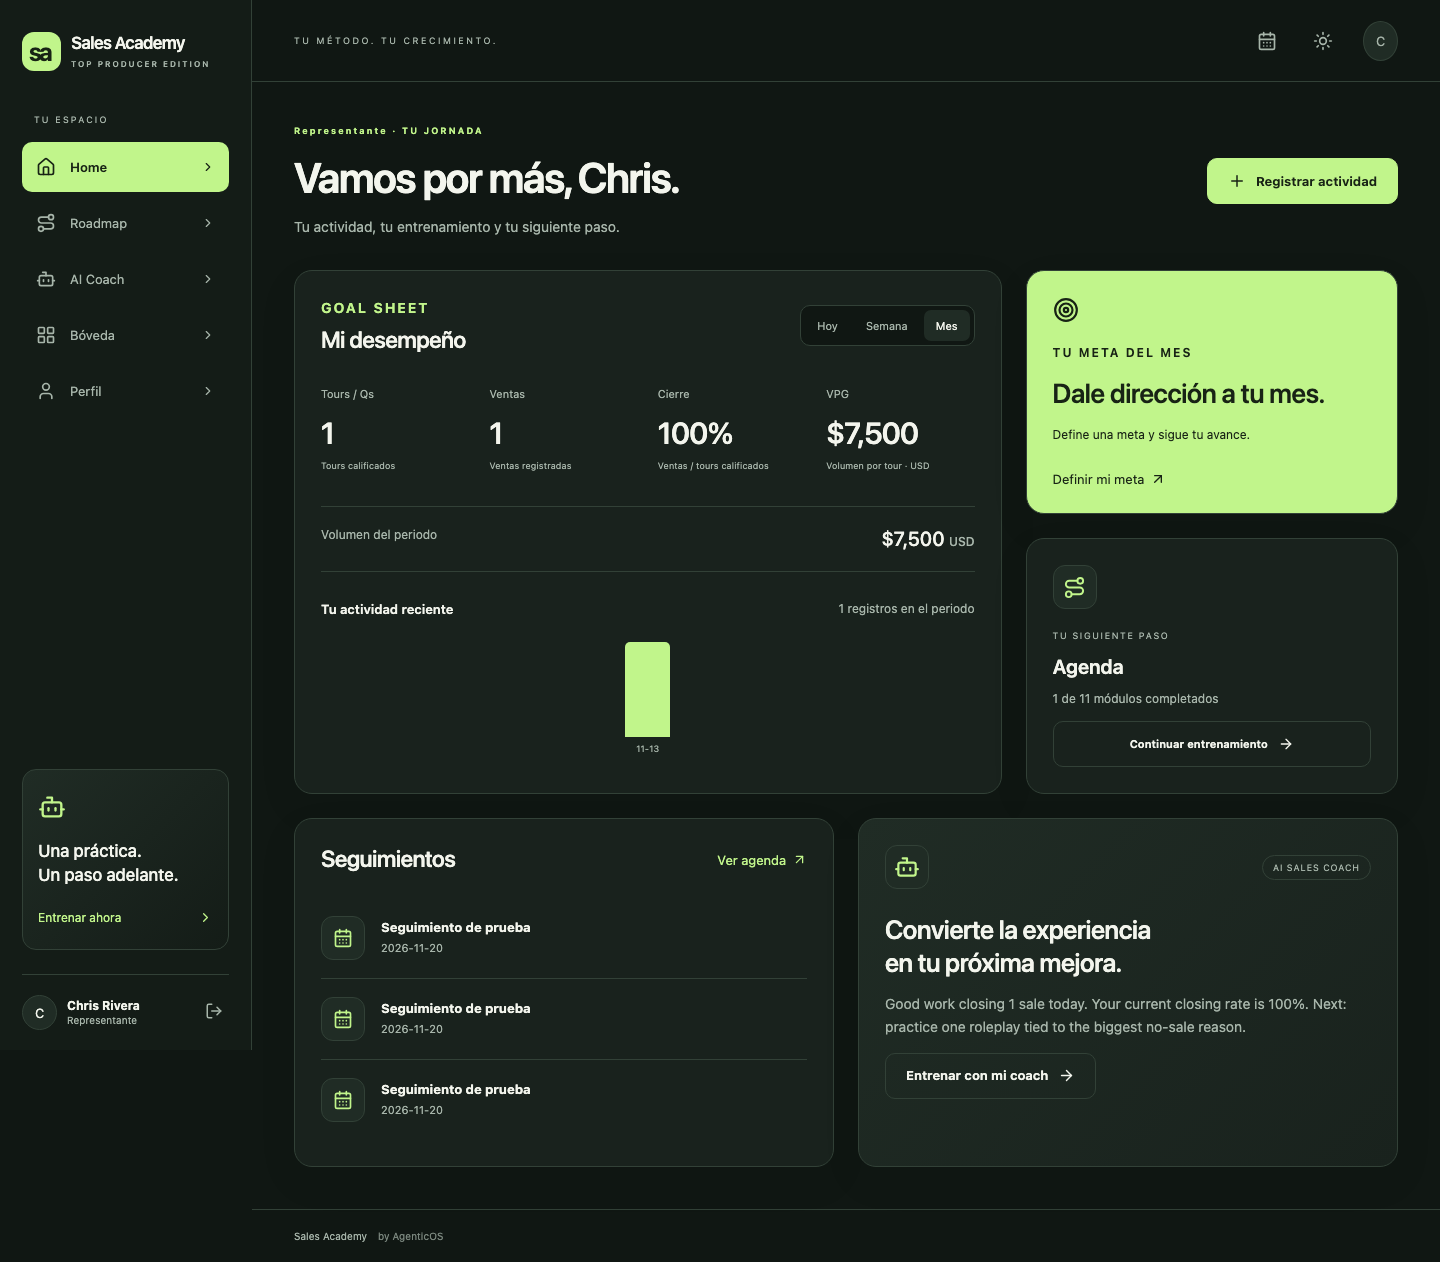 sa
Sales Academy
TOP PRODUCER EDITION
TU ESPACIO
Home
Roadmap
AI Coach
Bóveda
Perfil
Una práctica.
Un paso adelante.
Entrenar ahora
C
Chris Rivera
Representante
TU MÉTODO. TU CRECIMIENTO.
C
Representante · TU JORNADA
Vamos por más, Chris.
Tu actividad, tu entrenamiento y tu siguiente paso.
Registrar actividad
GOAL SHEET
Mi desempeño
Hoy Semana Mes
Tours / Qs Ventas Cierre VPG
1 1 100% $7,500
Tours calificados Ventas registradas Ventas / tours calificados Volumen por tour · USD
Volumen del periodo $7,500 USD
Tu actividad reciente 1 registros en el periodo
11-13
TU META DEL MES
Dale dirección a tu mes.
Define una meta y sigue tu avance.
Definir mi meta
TU SIGUIENTE PASO
Agenda
1 de 11 módulos completados
Continuar entrenamiento
Seguimientos Ver agenda
Seguimiento de prueba
2026-11-20
Seguimiento de prueba
2026-11-20
Seguimiento de prueba
2026-11-20
AI SALES COACH
Convierte la experiencia
en tu próxima mejora.
Good work closing 1 sale today. Your current closing rate is 100%. Next:
practice one roleplay tied to the biggest no-sale reason.
Entrenar con mi coach
Sales Academy by AgenticOS